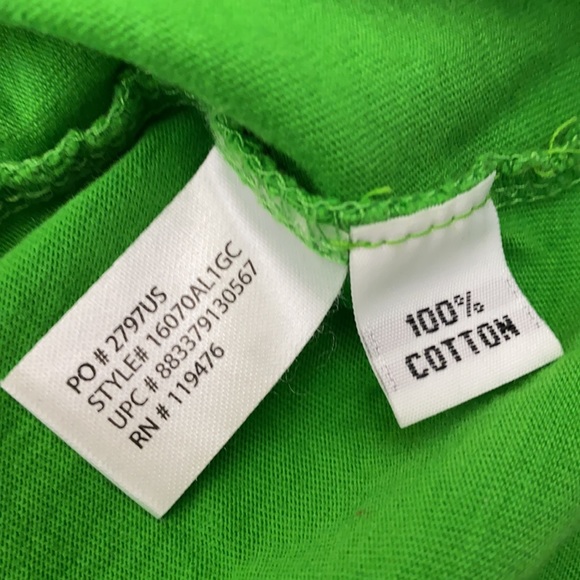 PO # 2797US
STYLE# 16070AL1GC
UPC # 883379130567
RN # 119476
100%
COTTON